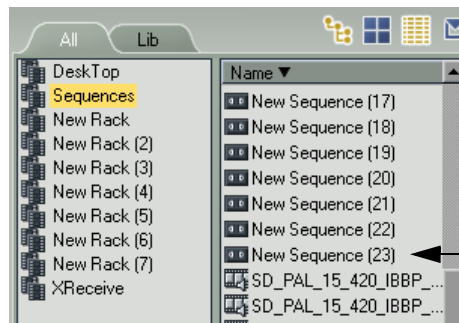 All Lib
DeskTop
Sequences
New Rack
New Rack (2)
New Rack (3)
New Rack (4)
New Rack (5)
New Rack (6)
New Rack (7)
XReceive
Name
New Sequence (17)
New Sequence (18)
New Sequence (19)
New Sequence (20)
New Sequence (21)
New Sequence (22)
New Sequence (23)
SD_PAL_15_420_IBBP_...
SD_PAL_15_420_IBBP_...